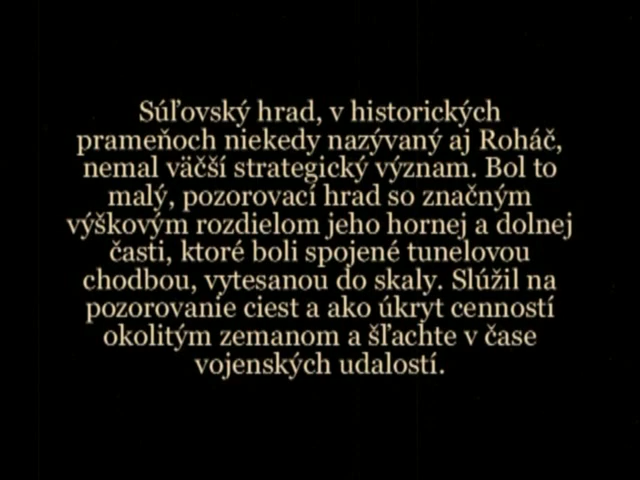 Súľovský hrad, v historických
prameňoch niekedy nazývaný aj Roháč,
nemal väčší strategický význam. Bol to
malý, pozorovací hrad so značným
výškovým rozdielom jeho hornej a dolnej
časti, ktoré boli spojené tunelovou
chodbou, vytesanou do skaly. Slúžil na
pozorovanie ciest a ako úkryt cenností
okolitým zemanom a šľachte v čase
vojenských udalostí.